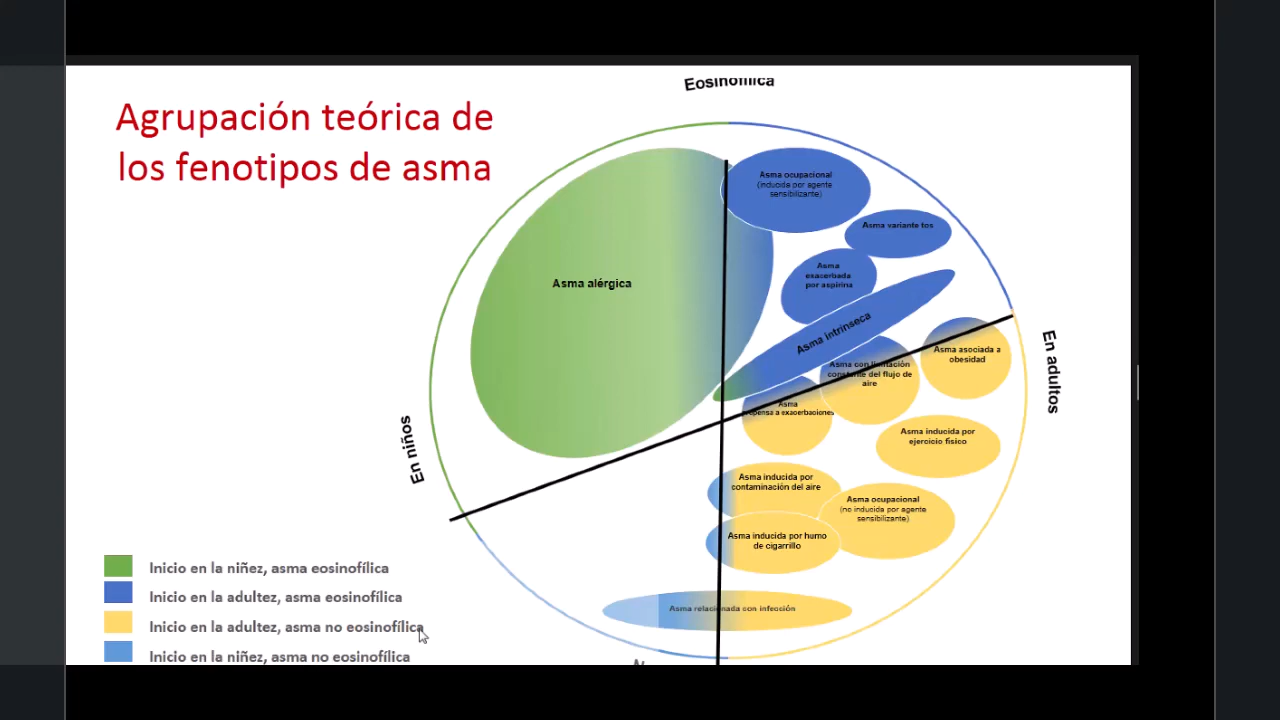 Agrupación teórica de
los fenotipos de asma
Eosinofílica
Asma ocupacional
(inducida por agente
sensibilizante)
Asma variante tos
Asma
exacerbada
por aspirina
Asma alérgica
Asma intrínseca
Asma asociada a
obesidad
Asma con limitación
constante del flujo de
aire
Asma
propensa a exacerbaciones
Asma inducida por
ejercicio físico
En adultos
En niños
Asma inducida por
contaminación del aire
Asma ocupacional
(no inducida por agente
sensibilizante)
Asma inducida por humo
de cigarrillo
Asma relacionada con infección
Inicio en la niñez, asma eosinofílica
Inicio en la adultez, asma eosinofílica
Inicio en la adultez, asma no eosinofílica
Inicio en la niñez, asma no eosinofílica